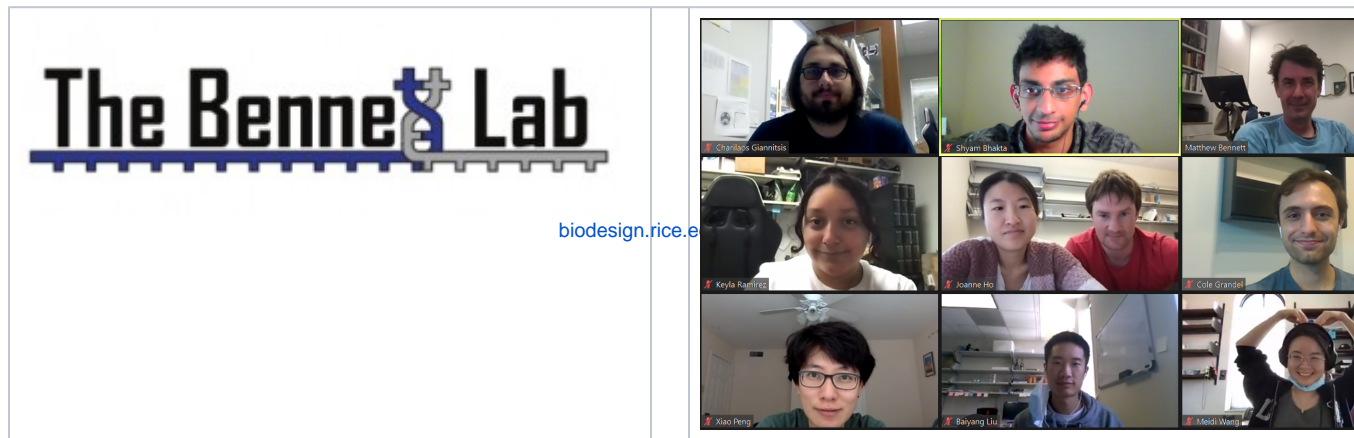 The Bennett Lab
biodesign.rice.e
Charilaos Giannitsis
Shyam Bhakta
Matthew Bennett
Keyla Ramirez
Joanne Ho
Cole Grandel
Xiao Peng
Baiyang Liu
Meidi Wang